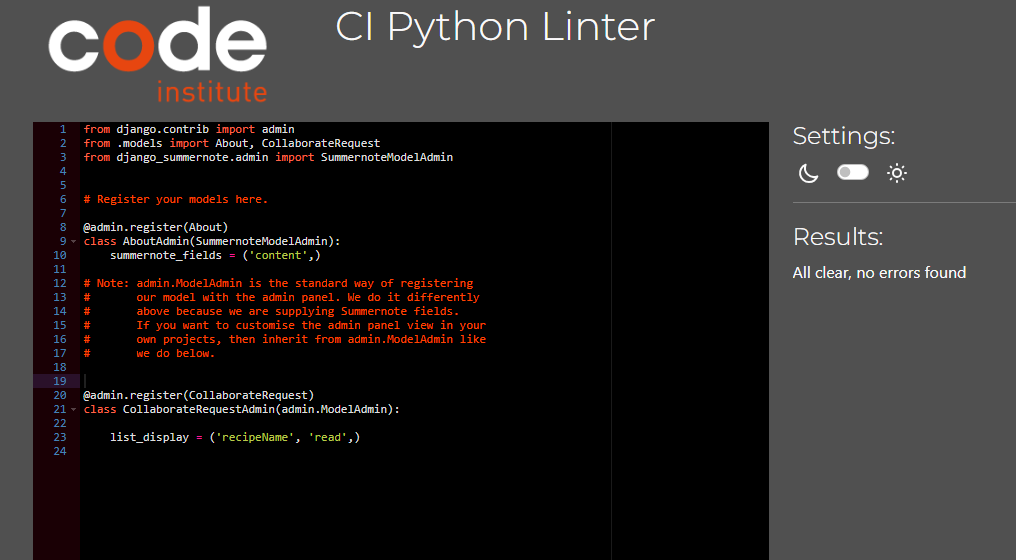 code
institute
CI Python Linter
1 from django.contrib import admin
2 from .models import About, CollaborateRequest
3 from django_summernote.admin import SummernoteModelAdmin
4
5
6 # Register your models here.
7
8 @admin.register(About)
9 class AboutAdmin(SummernoteModelAdmin):
10     summernote_fields = ('content',)
11
12 # Note: admin.ModelAdmin is the standard way of registering
13 #       our model with the admin panel. We do it differently
14 #       above because we are supplying Summernote fields.
15 #       If you want to customise the admin panel view in your
16 #       own projects, then inherit from admin.ModelAdmin like
17 #       we do below.
18
19
20 @admin.register(CollaborateRequest)
21 class CollaborateRequestAdmin(admin.ModelAdmin):
22
23     list_display = ('recipeName', 'read',)
24
Settings:
Results:
All clear, no errors found